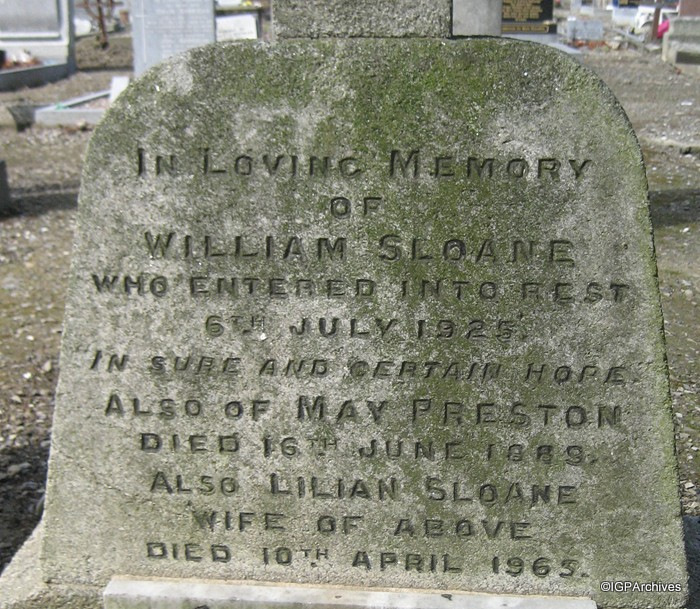 IN LOVING MEMORY
OF
WILLIAM SLOANE
WHO ENTERED INTO REST
6TH JULY 1925.
IN SURE AND CERTAIN HOPE.
ALSO OF MAY PRESTON
DIED 16TH JUNE 1889.
ALSO LILIAN SLOANE
WIFE OF ABOVE
DIED 10TH APRIL 1965.
©IGPArchives